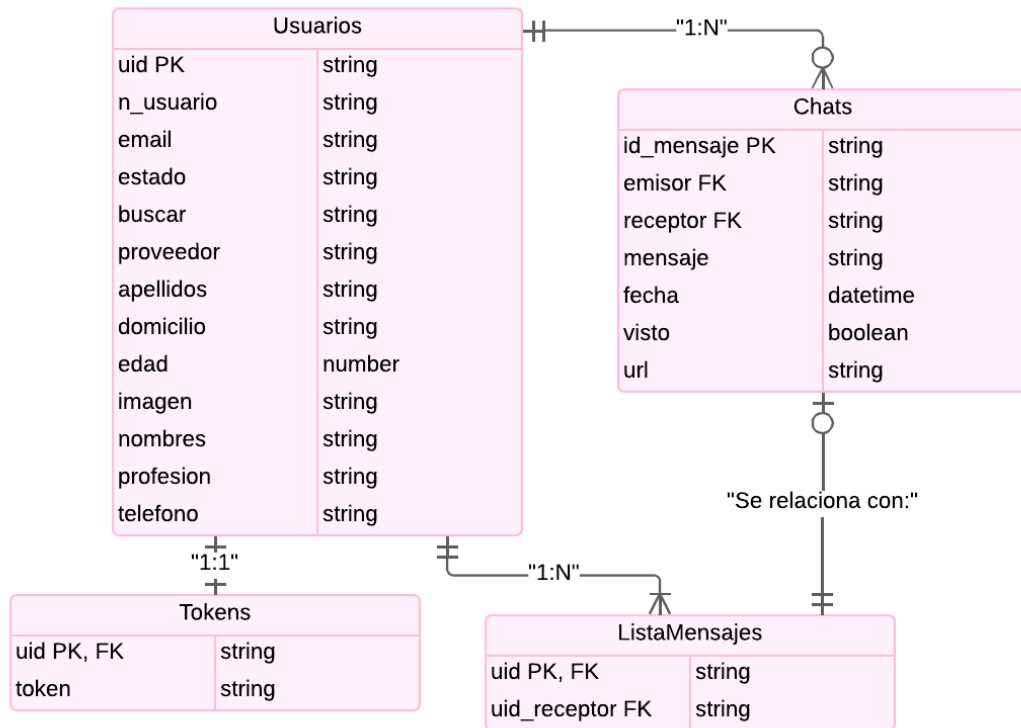 Usuarios
uid PK string
n_usuario string
email string
estado string
buscar string
proveedor string
apellidos string
domicilio string
edad number
imagen string
nombres string
profesion string
telefono string
"1:N"
Chats
id_mensaje PK string
emisor FK string
receptor FK string
mensaje string
fecha datetime
visto boolean
url string
"Se relaciona con:"
"1:1"
"1:N"
Tokens
uid PK, FK string
token string
ListaMensajes
uid PK, FK string
uid_receptor FK string